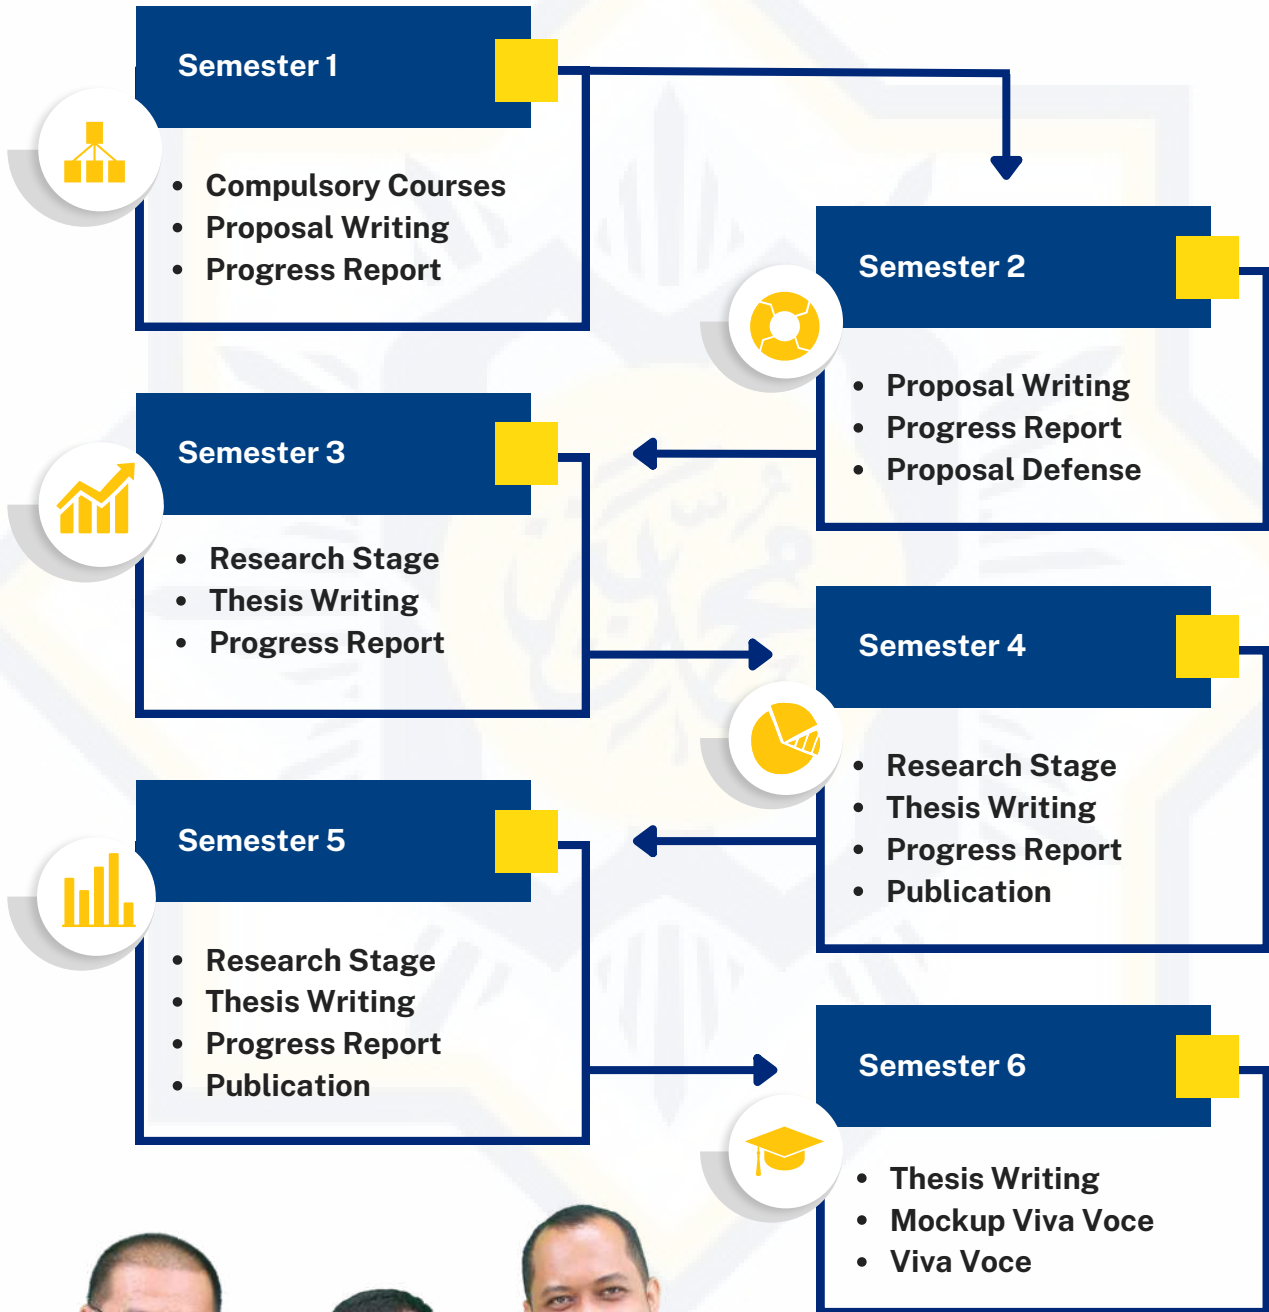 Semester 1
• Compulsory Courses
• Proposal Writing
• Progress Report
Semester 2
• Proposal Writing
• Progress Report
• Proposal Defense
Semester 3
• Research Stage
• Thesis Writing
• Progress Report
Semester 4
• Research Stage
• Thesis Writing
• Progress Report
• Publication
Semester 5
• Research Stage
• Thesis Writing
• Progress Report
• Publication
Semester 6
• Thesis Writing
• Mockup Viva Voce
• Viva Voce